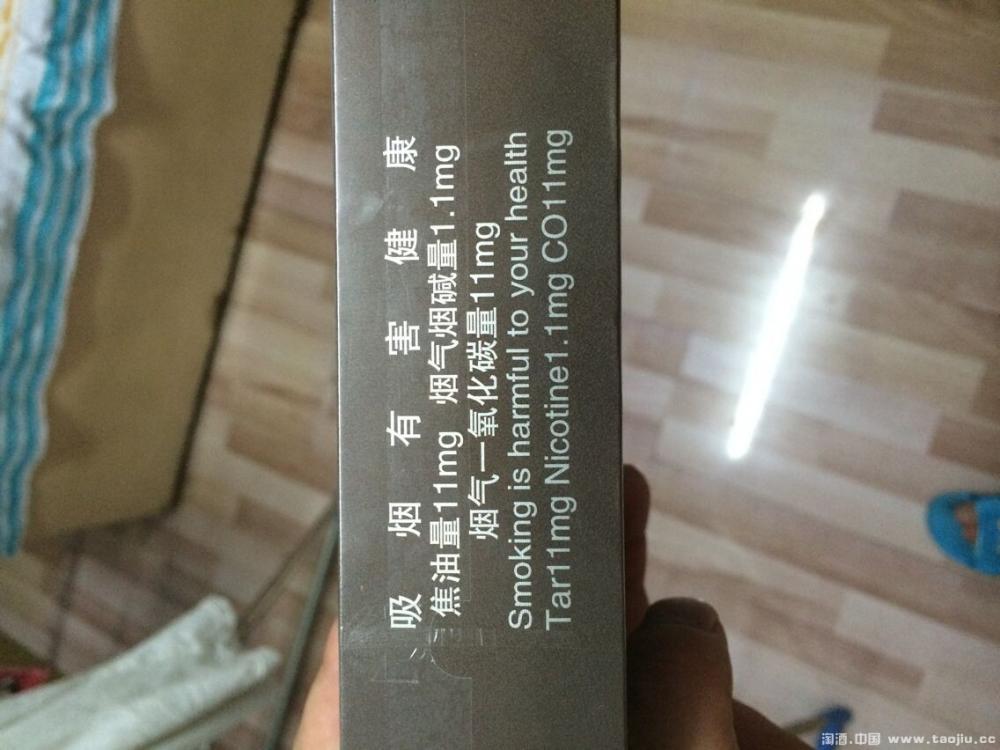 吸烟有害健康
焦油量11mg 烟气烟碱量1.1mg
烟气一氧化碳量11mg
Smoking is harmful to your health
Tar11mg Nicotine1.1mg CO11mg
淘酒.中国 www.taojiu.cc